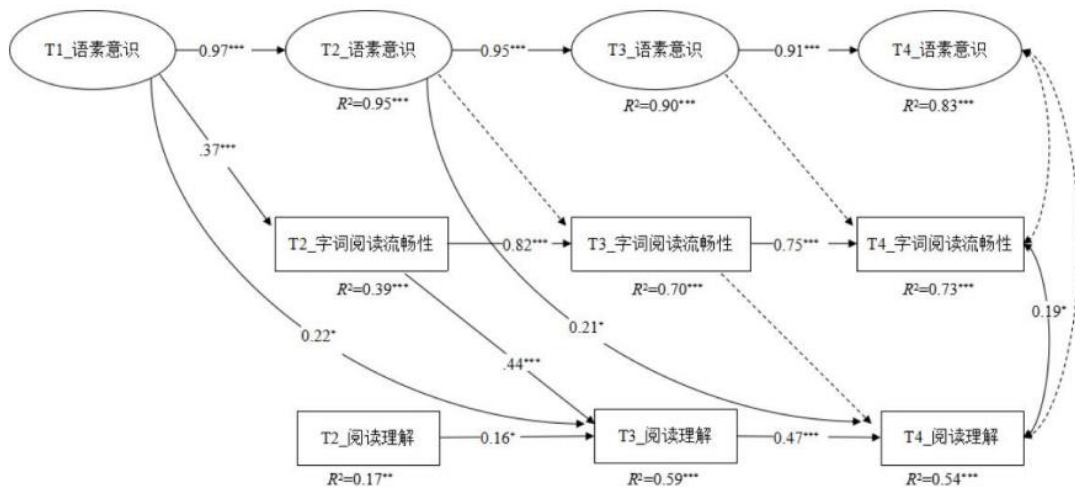 T1_语素意识
0.97***
T2_语素意识
0.95***
T3_语素意识
0.91***
T4_语素意识
R²=0.95***
R²=0.90***
R²=0.83***
.37***
T2_字词阅读流畅性
0.82***
T3_字词阅读流畅性
0.75***
T4_字词阅读流畅性
R²=0.39***
R²=0.70***
R²=0.73***
0.22*
0.21*
0.19*
.44***
T2_阅读理解
0.16*
T3_阅读理解
0.47***
T4_阅读理解
R²=0.17**
R²=0.59***
R²=0.54***